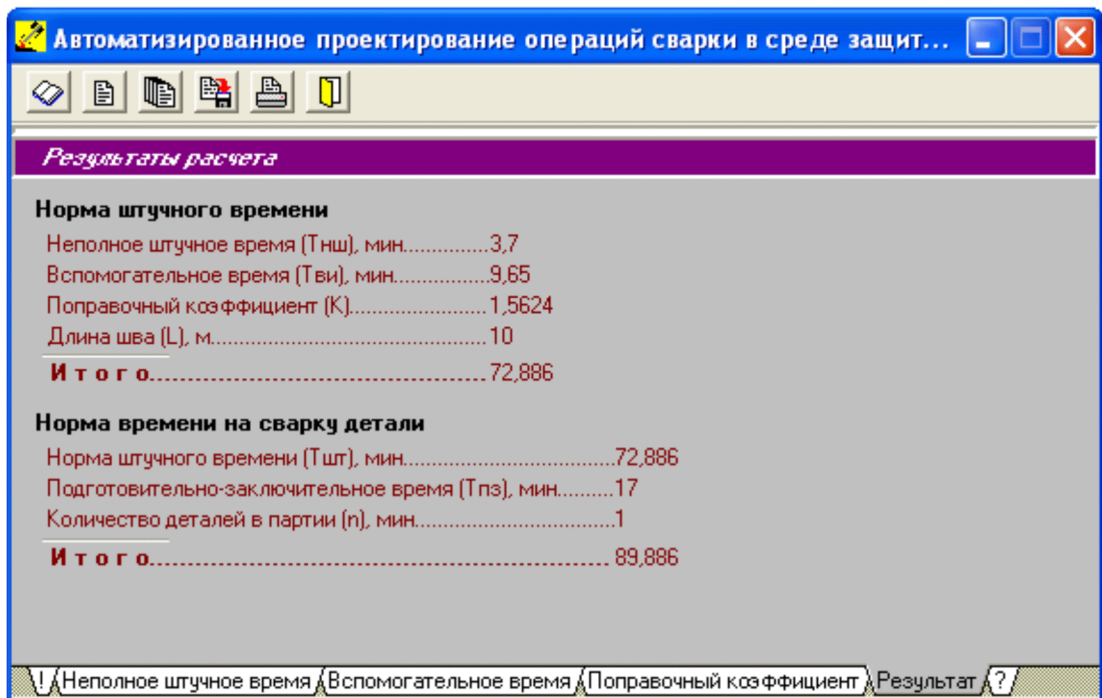 Автоматизированное проектирование операций сварки в среде защит...
Результаты расчета
Норма штучного времени
Неполное штучное время (Тнш), мин...............3,7
Вспомогательное время (Тви), мин.................9,65
Поправочный коэффициент (K)........................1,5624
Длина шва (L), м................................................10
И т о г о............................................72,886
Норма времени на сварку детали
Норма штучного времени (Тшт), мин.....................................72,886
Подготовительно-заключительное время (Тпз), мин..........17
Количество деталей в партии (n), мин...................................1
И т о г о............................................................ 89,886
! Неполное штучное время Вспомогательное время Поправочный коэффициент Результат ?